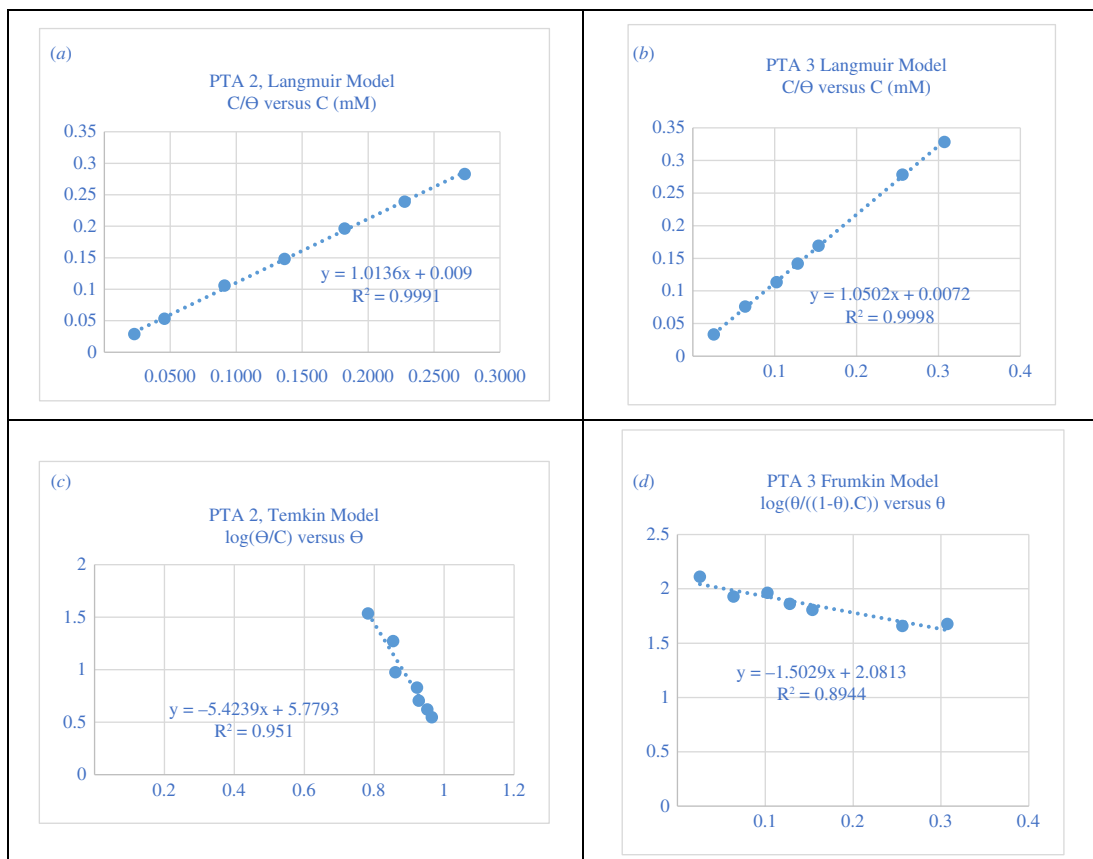 (a)
PTA 2, Langmuir Model
C/Ɵ versus C (mM)
0.35
0.3
0.25
0.2
0.15
0.1
0.05
0
y = 1.0136x + 0.009
R² = 0.9991
0.0500 0.1000 0.1500 0.2000 0.2500 0.3000
(b)
PTA 3 Langmuir Model
C/Ɵ versus C (mM)
0.35
0.3
0.25
0.2
0.15
0.1
0.05
0
y = 1.0502x + 0.0072
R² = 0.9998
0.1 0.2 0.3 0.4
(c)
PTA 2, Temkin Model
log(Ɵ/C) versus Ɵ
2
1.5
1
0.5
0
y = –5.4239x + 5.7793
R² = 0.951
0.2 0.4 0.6 0.8 1 1.2
(d)
PTA 3 Frumkin Model
log(θ/((1-θ).C)) versus θ
2.5
2
1.5
1
0.5
0
y = –1.5029x + 2.0813
R² = 0.8944
0.1 0.2 0.3 0.4